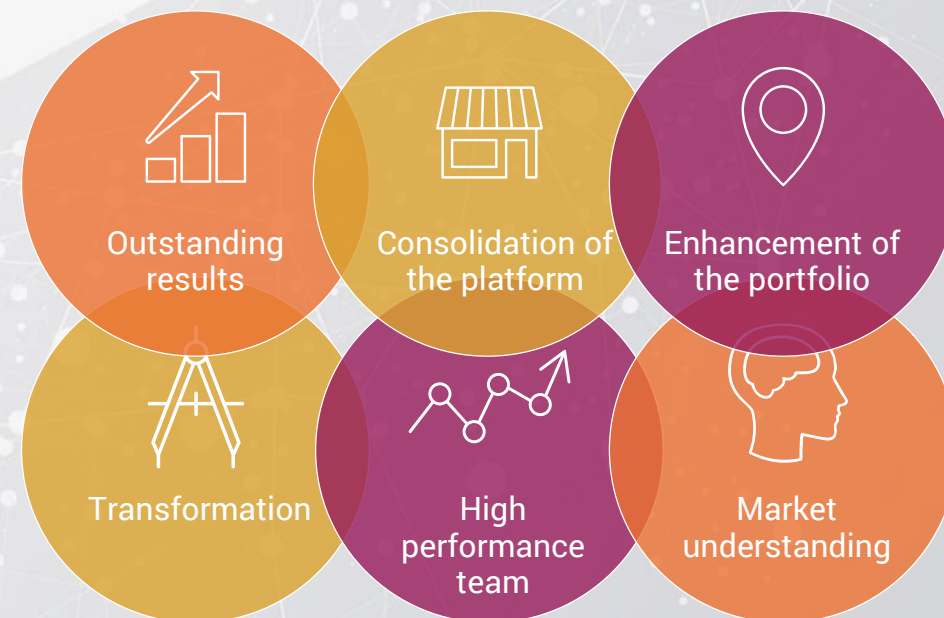 Outstanding
results
Consolidation of
the platform
Enhancement of
the portfolio
Transformation
High
performance
team
Market
understanding